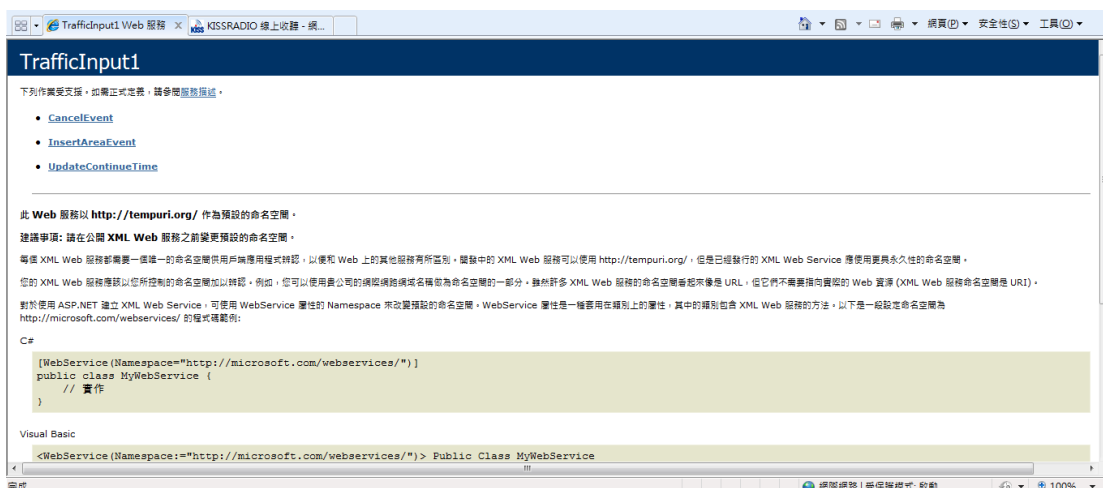 TrafficInput1 Web 服務
KISSRADIO 線上收聽 - 網...
網頁(P)
安全性(S)
工具(O)
TrafficInput1
下列作業受支援。如需正式定義，請參閱服務描述。
CancelEvent
InsertAreaEvent
UpdateContinueTime
此 Web 服務以 http://tempuri.org/ 作為預設的命名空間。
建議事項: 請在公開 XML Web 服務之前變更預設的命名空間。
每個 XML Web 服務都需要一個唯一的命名空間供用戶端應用程式辨認，以便和 Web 上的其他服務有所區別。開發中的 XML Web 服務可以使用 http://tempuri.org/，但是已經發行的 XML Web Service 應使用更具永久性的命名空間。
您的 XML Web 服務應該以您所控制的命名空間加以辨認。例如，您可以使用貴公司的網際網路網域名稱做為命名空間的一部分。雖然許多 XML Web 服務的命名空間看起來像是 URL，但它們不需要指向實際的 Web 資源 (XML Web 服務命名空間是 URI)。
對於使用 ASP.NET 建立 XML Web Service，可使用 WebService 屬性的 Namespace 來改變預設的命名空間。WebService 屬性是一種套用在類別上的屬性，其中的類別包含 XML Web 服務的方法。以下是一段設定命名空間為
http://microsoft.com/webservices/ 的程式碼範例:
C#
[WebService(Namespace="http://microsoft.com/webservices/")]
public class MyWebService {
// 實作
}
Visual Basic
<WebService(Namespace:="http://microsoft.com/webservices/")> Public Class MyWebService
完成
網際網路 | 受保護模式: 啟動
100%